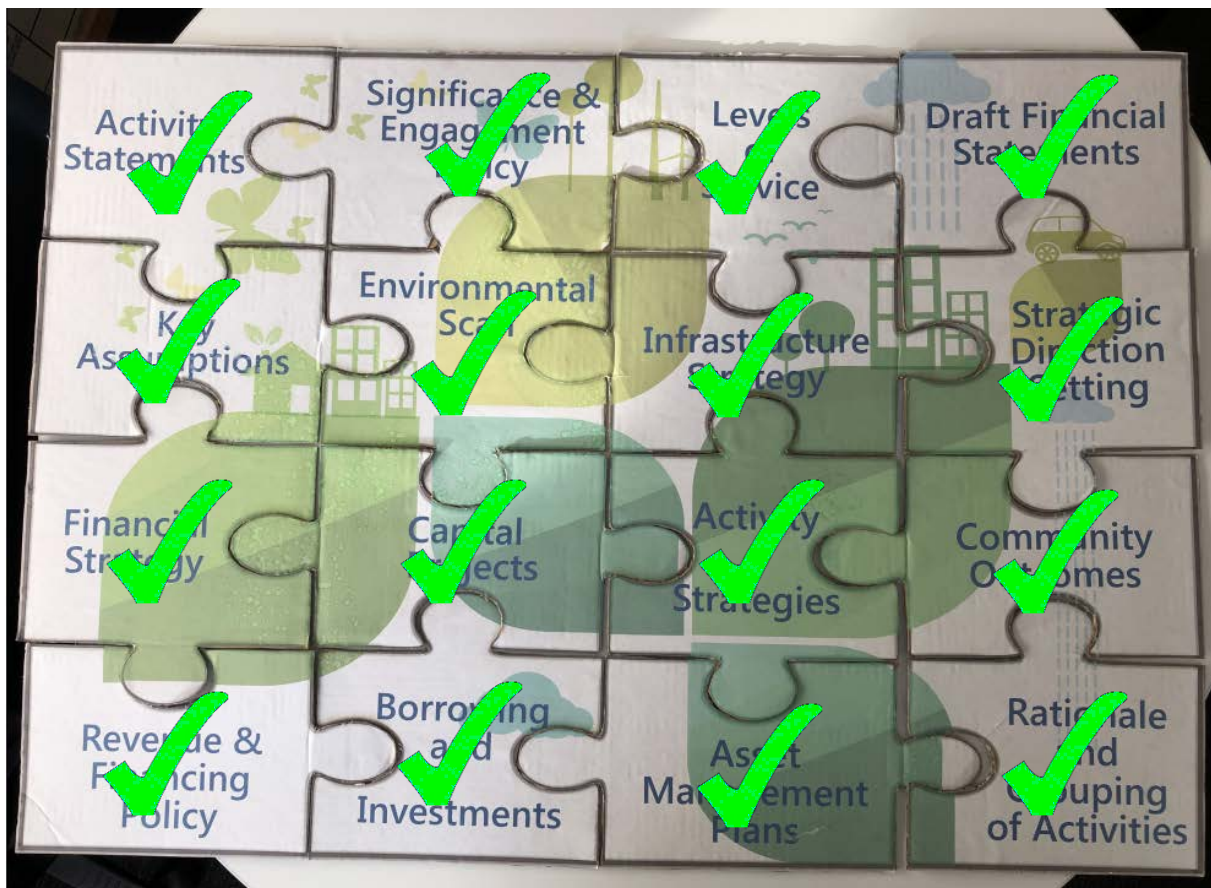 Activity
Statements
Significance &
Engagement
Policy
Levels
of
Service
Draft Financial
Statements
Key
Assumptions
Environmental
Scan
Infrastructure
Strategy
Strategic
Direction
Setting
Financial
Strategy
Capital
Projects
Activity
Strategies
Community
Outcomes
Revenue &
Financing
Policy
Borrowing
and
Investments
Asset
Management
Plans
Rationale
and
Grouping
of Activities